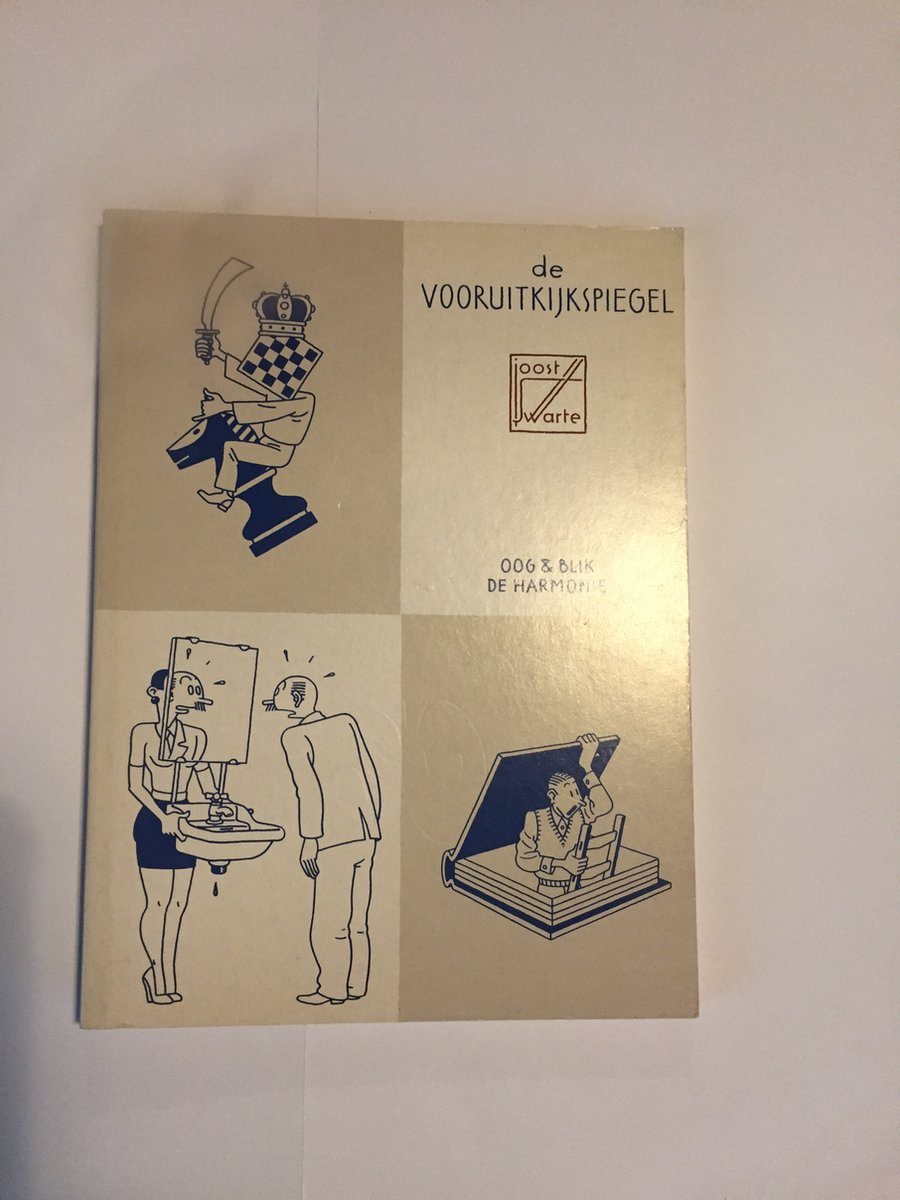 de
VOORUITKIJKSPIEGEL
joost
swarte
OOG & BLIK
DE HARMONIE